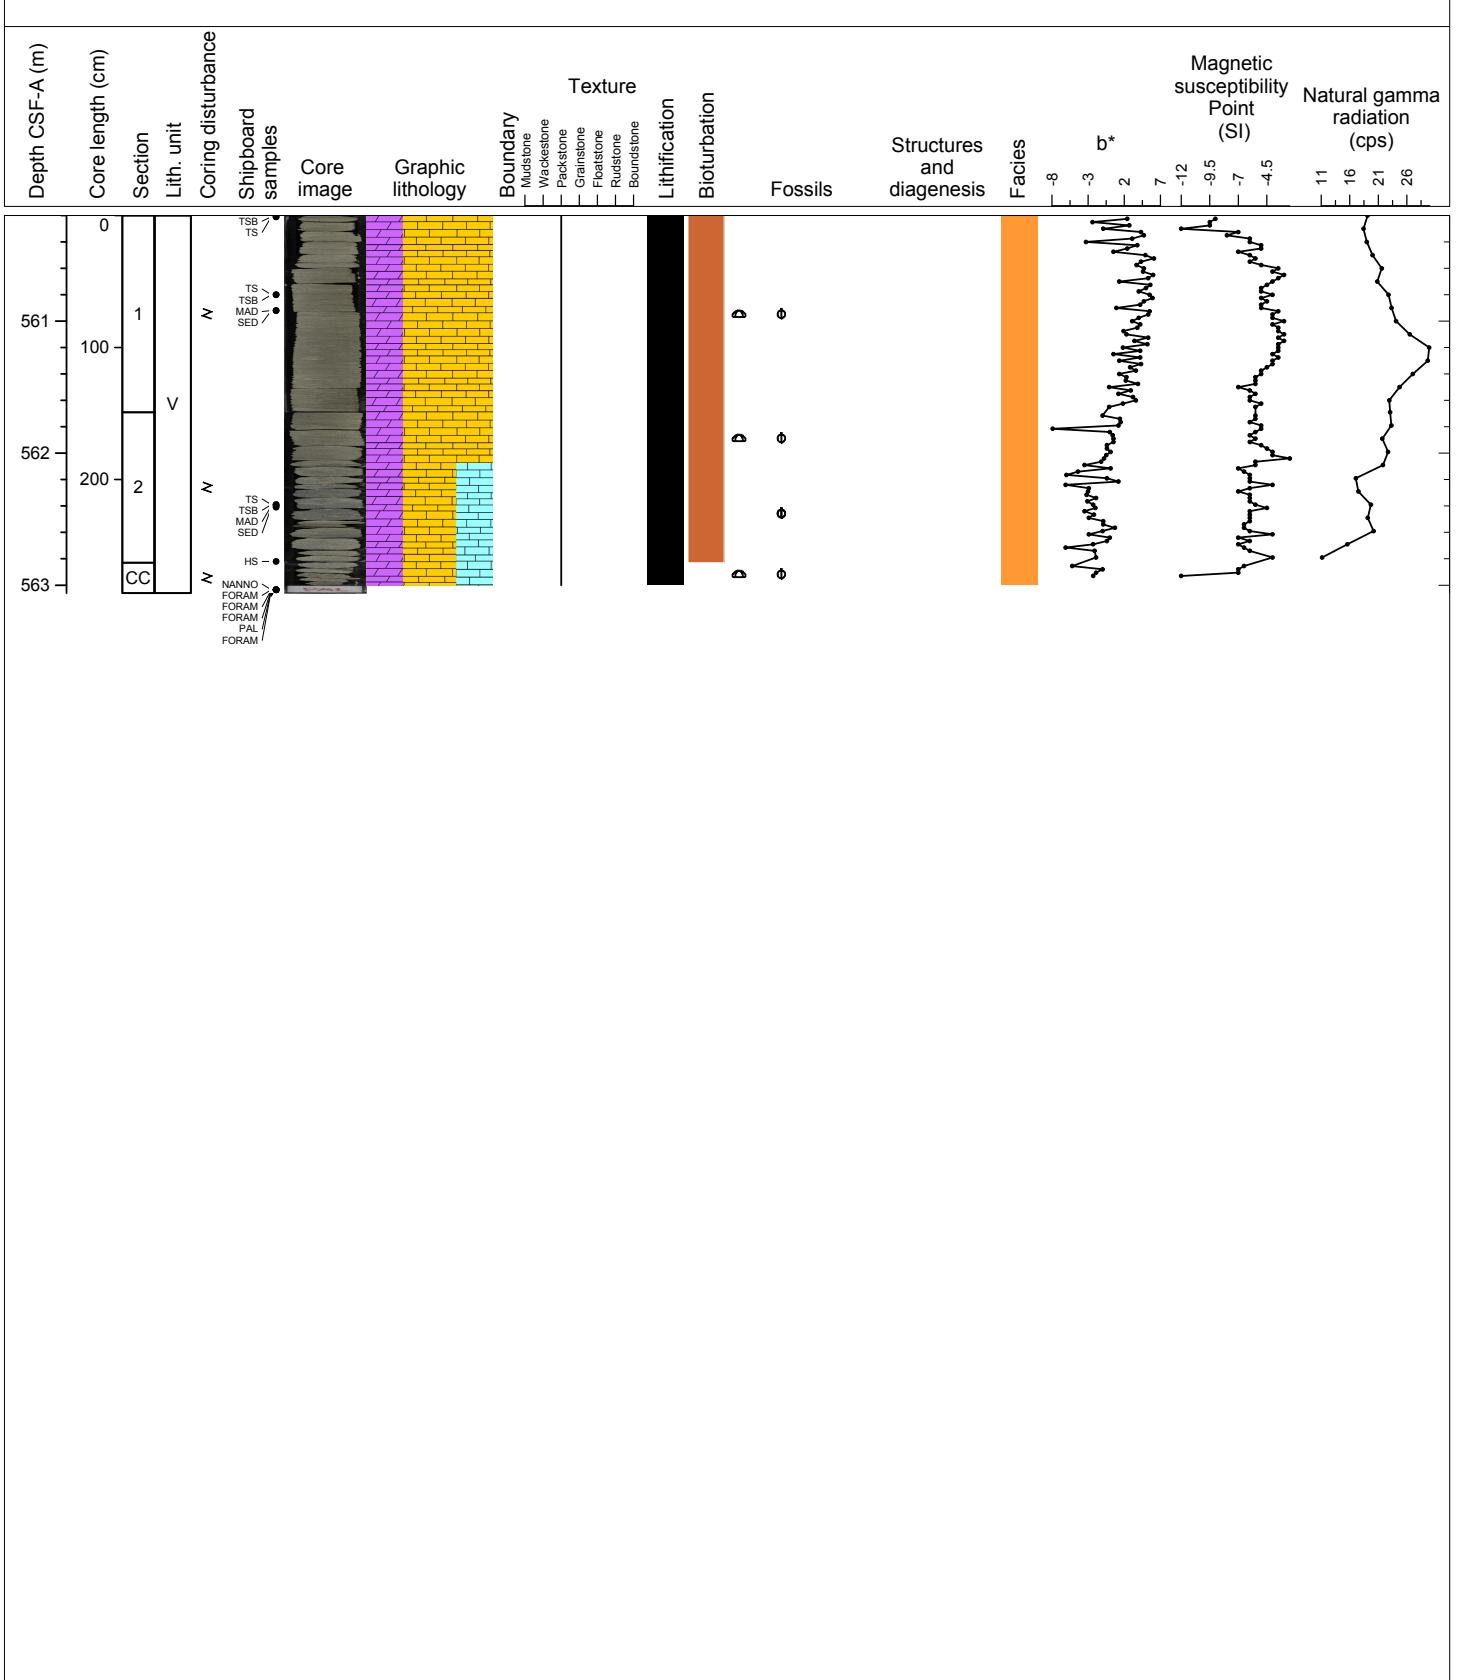 Depth CSF-A (m)
Core length (cm)
Section
Lith. unit
Coring disturbance
Shipboard
samples
Core
image
Graphic
lithology
Boundary
Texture
Mudstone
Wackestone
Packstone
Grainstone
Floatstone
Rudstone
Boundstone
Lithification
Bioturbation
Fossils
Structures
and
diagenesis
Facies
b*
-8
-3
2
7
Magnetic
susceptibility
Point
(SI)
-12
-9.5
-7
-4.5
Natural gamma
radiation
(cps)
11
16
21
26
561
562
563
0
100
200
1
2
CC
V
TSB
TS
TS
TSB
MAD
SED
TS
TSB
MAD
SED
HS
NANNO
FORAM
FORAM
FORAM
PAL
FORAM